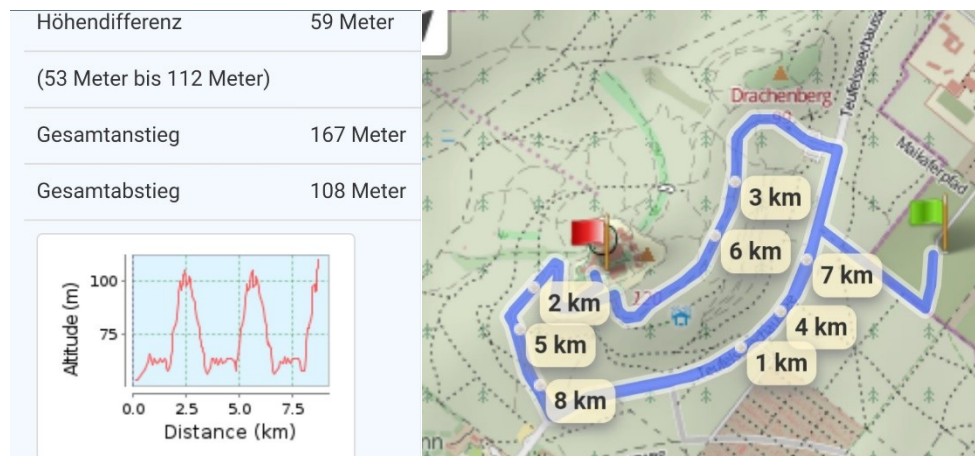 Höhendifferenz 59 Meter
(53 Meter bis 112 Meter)
Gesamtanstieg 167 Meter
Gesamtabstieg 108 Meter
Altitude (m)
100
75
0.0 2.5 5.0 7.5
Distance (km)
Drachenberg
99
Teufelsseechaussee
Maikäferpfad
3 km
6 km
7 km
120
2 km
4 km
5 km
1 km
8 km